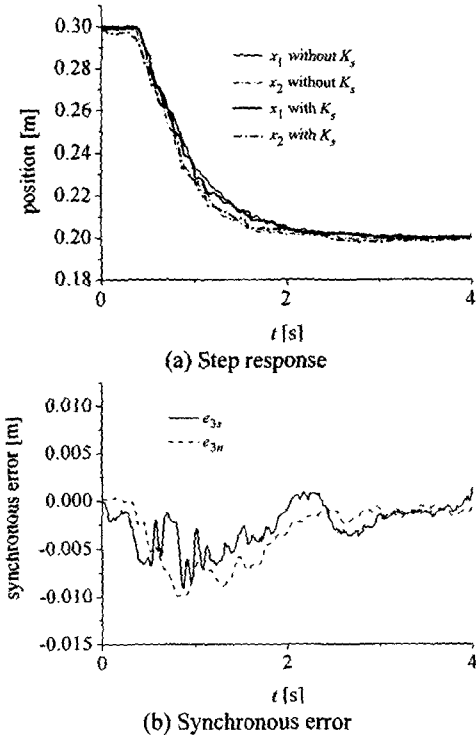 0.30
0.28
0.26
0.24
0.22
0.20
0.18
position [m]
x1 without Ks
x2 without Ks
x1 with Ks
x2 with Ks
0 2 4
t [s]
(a) Step response
0.010
0.005
0.000
-0.005
-0.010
-0.015
synchronous error [m]
e3s
e3n
0 2 4
t [s]
(b) Synchronous error